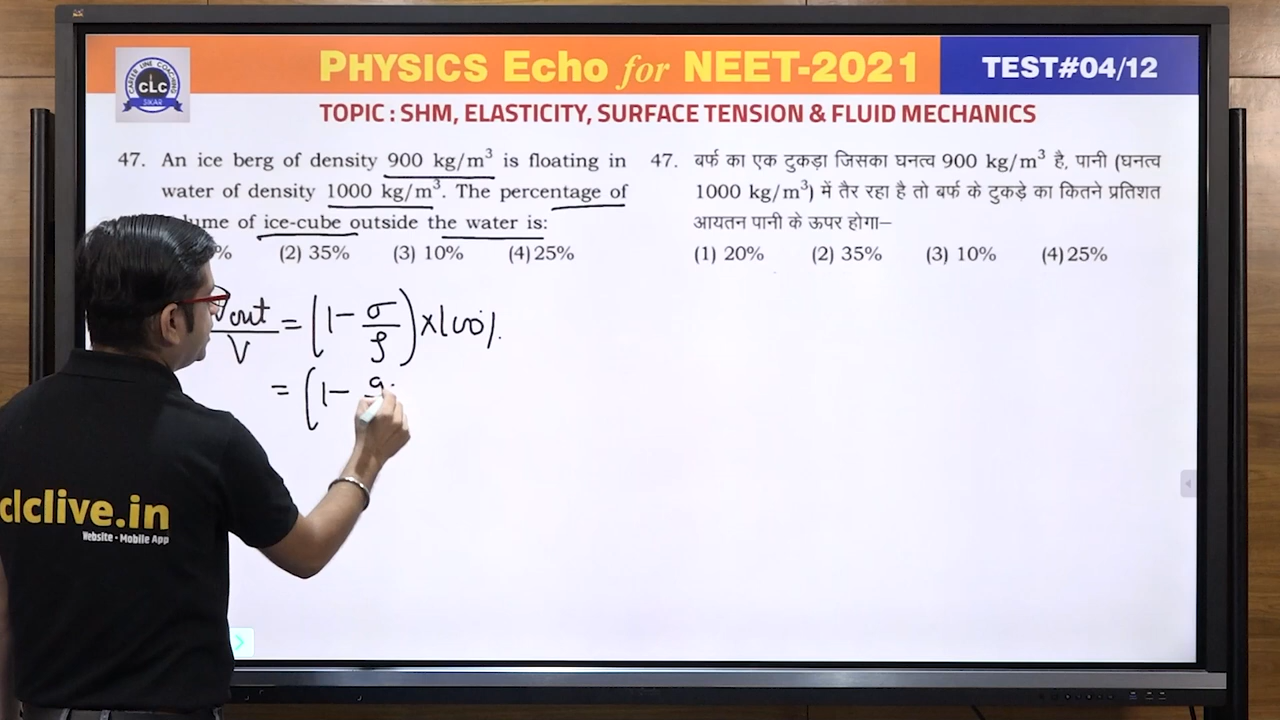 PHYSICS Echo for NEET-2021
TEST#04/12
CAREER LINE COACHING
CLC
SIKAR
TOPIC : SHM, ELASTICITY, SURFACE TENSION & FLUID MECHANICS
47. An ice berg of density 900 kg/m³ is floating in
water of density 1000 kg/m³. The percentage of
lume of ice-cube outside the water is:
% (2) 35% (3) 10% (4) 25%
47. बर्फ का एक टुकड़ा जिसका घनत्व 900 kg/m³ है, पानी (घनत्व
1000 kg/m³) में तैर रहा है तो बर्फ के टुकड़े का कितने प्रतिशत
आयतन पानी के ऊपर होगा–
(1) 20% (2) 35% (3) 10% (4) 25%
Vout/V = (1 - σ/ρ) × 100%.
= (1 - 9
clclive.in
Website • Mobile App